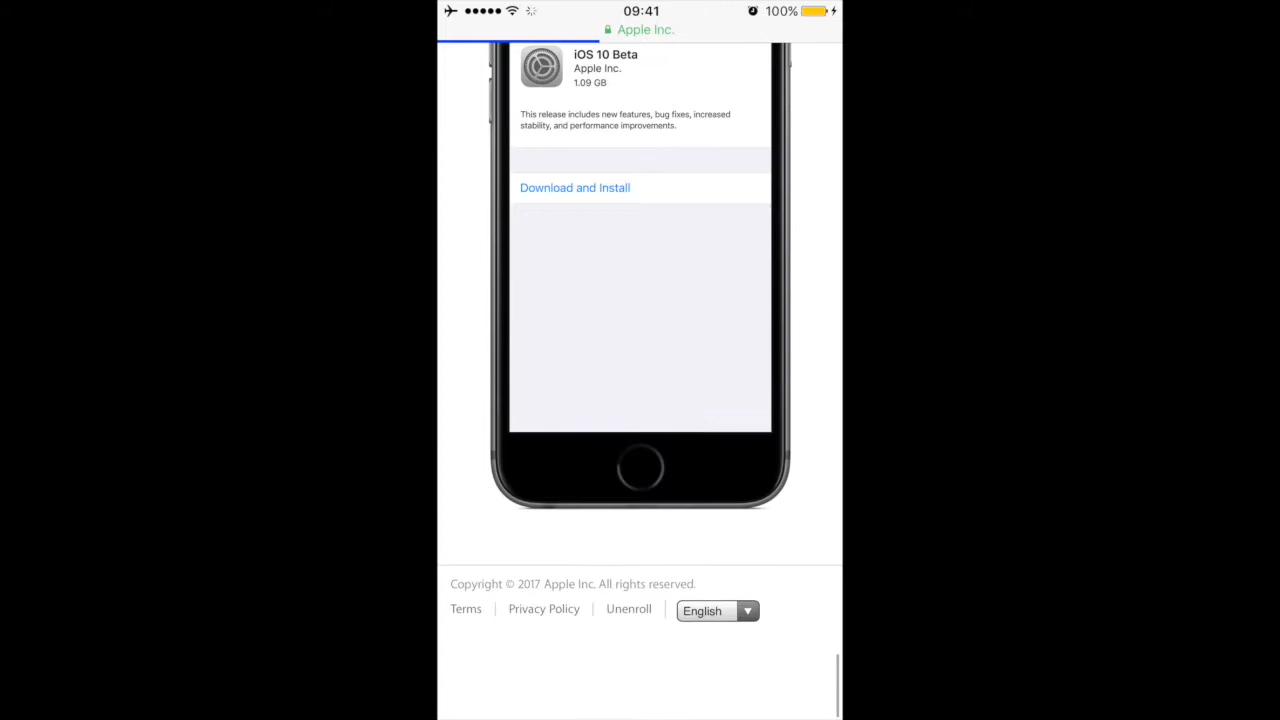 09:41
100%
Apple Inc.
iOS 10 Beta
Apple Inc.
1.09 GB
This release includes new features, bug fixes, increased
stability, and performance improvements.
Download and Install
Copyright © 2017 Apple Inc. All rights reserved.
Terms
Privacy Policy
Unenroll
English